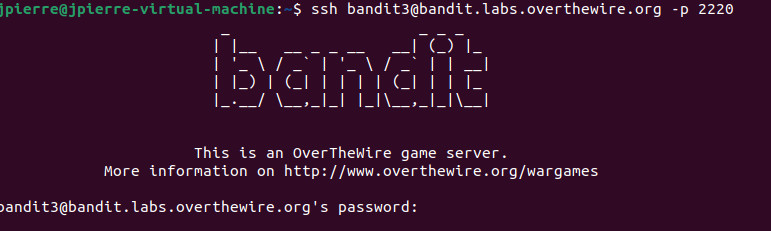 jpierre@jpierre-virtual-machine:~$ ssh bandit3@bandit.labs.overthewire.org -p 2220
bandit
This is an OverTheWire game server.
More information on http://www.overthewire.org/wargames
bandit3@bandit.labs.overthewire.org's password: